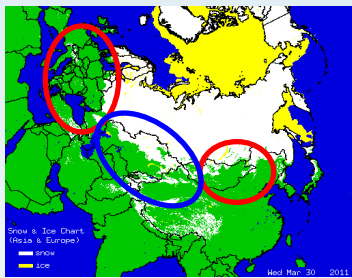 Snow & Ice Chart
(Asia & Europe)
snow
ice
Wed Mar 30 2011